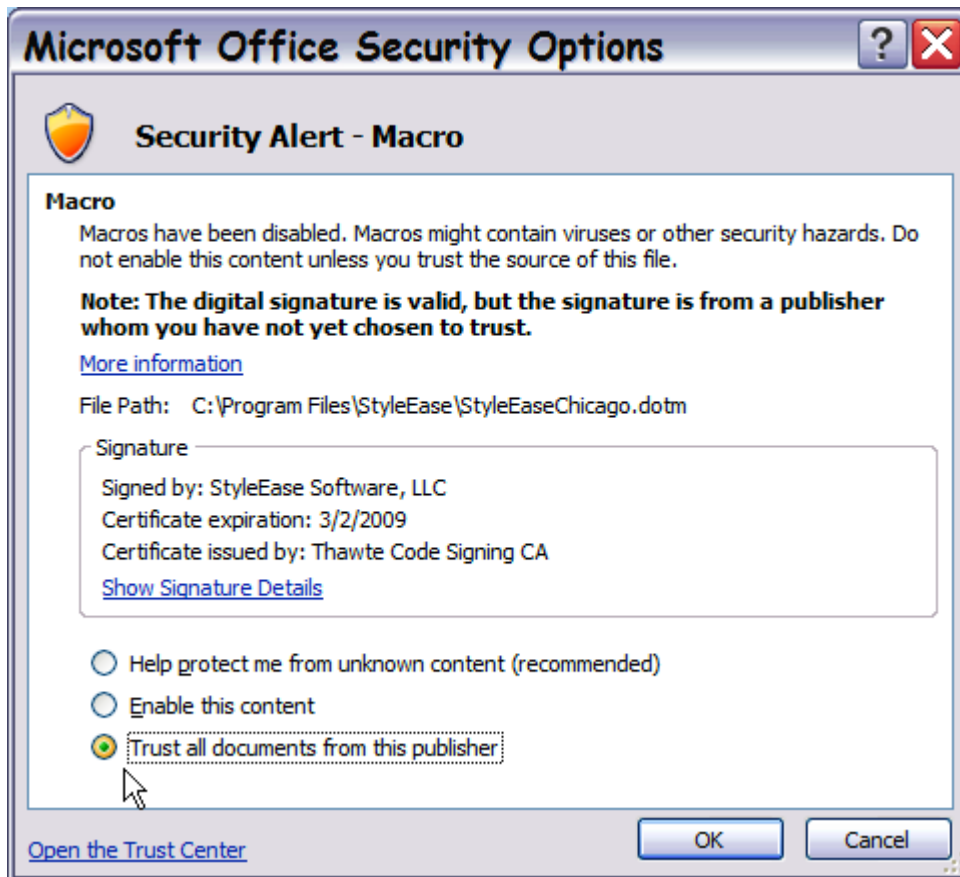 Microsoft Office Security Options
?
Security Alert - Macro
Macro
Macros have been disabled. Macros might contain viruses or other security hazards. Do
not enable this content unless you trust the source of this file.
Note: The digital signature is valid, but the signature is from a publisher
whom you have not yet chosen to trust.
More information
File Path: C:\Program Files\StyleEase\StyleEaseChicago.dotm
Signature
Signed by: StyleEase Software, LLC
Certificate expiration: 3/2/2009
Certificate issued by: Thawte Code Signing CA
Show Signature Details
Help protect me from unknown content (recommended)
Enable this content
Trust all documents from this publisher
Open the Trust Center
OK
Cancel